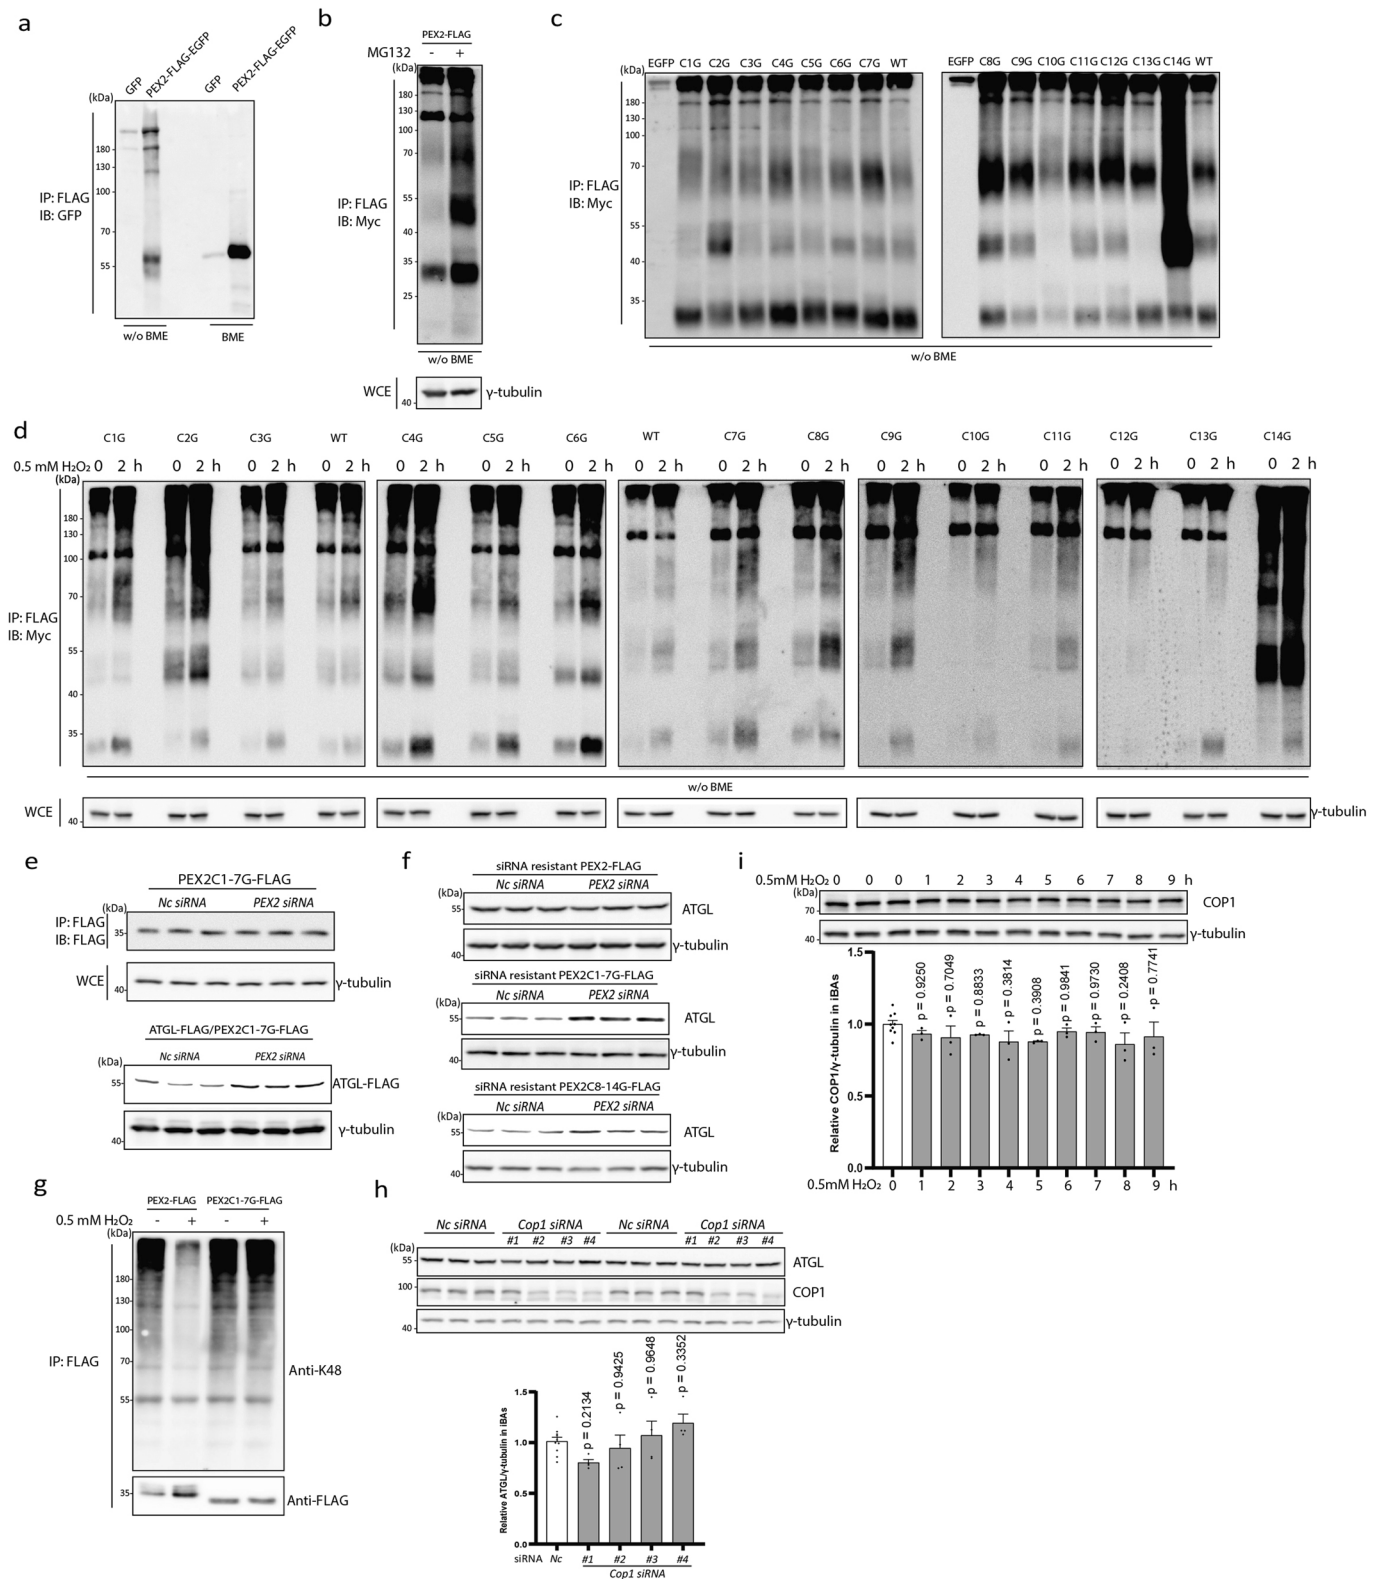 a
GFP
PEX2-FLAG-EGFP
GFP
PEX2-FLAG-EGFP
(kDa)
180
130
100
70
55
IP: FLAG
IB: GFP
w/o BME
BME
b
PEX2-FLAG
MG132 - +
(kDa)
180
130
100
70
55
40
35
25
IP: FLAG
IB: Myc
w/o BME
WCE
40
γ-tubulin
c
EGFP C1G C2G C3G C4G C5G C6G C7G WT
EGFP C8G C9G C10G C11G C12G C13G C14G WT
(kDa)
180
130
100
70
55
40
35
IP: FLAG
IB: Myc
w/o BME
d
C1G C2G C3G WT C4G C5G C6G WT C7G C8G C9G C10G C11G C12G C13G C14G
0.5 mM H₂O₂ 0 2 h 0 2 h 0 2 h 0 2 h 0 2 h 0 2 h 0 2 h 0 2 h 0 2 h 0 2 h 0 2 h 0 2 h 0 2 h 0 2 h 0 2 h 0 2 h
(kDa)
180
130
100
70
55
40
35
IP: FLAG
IB: Myc
w/o BME
WCE
40
γ-tubulin
e
PEX2C1-7G-FLAG
Nc siRNA PEX2 siRNA
(kDa)
IP: FLAG
IB: FLAG
35
WCE
40
γ-tubulin
ATGL-FLAG/PEX2C1-7G-FLAG
Nc siRNA PEX2 siRNA
(kDa)
55
ATGL-FLAG
40
γ-tubulin
f
siRNA resistant PEX2-FLAG
Nc siRNA PEX2 siRNA
(kDa)
55
ATGL
40
γ-tubulin
siRNA resistant PEX2C1-7G-FLAG
Nc siRNA PEX2 siRNA
(kDa)
55
ATGL
40
γ-tubulin
siRNA resistant PEX2C8-14G-FLAG
Nc siRNA PEX2 siRNA
(kDa)
55
ATGL
40
γ-tubulin
i
0.5mM H₂O₂ 0 0 0 1 2 3 4 5 6 7 8 9 h
(kDa)
70
COP1
40
γ-tubulin
Relative COP1/γ-tubulin in iBAs
1.5
1.0
0.5
0.0
p = 0.9250
p = 0.7049
p = 0.8833
p = 0.3814
p = 0.3908
p = 0.9841
p = 0.9730
p = 0.2408
p = 0.7741
0.5mM H₂O₂ 0 1 2 3 4 5 6 7 8 9 h
g
PEX2-FLAG PEX2C1-7G-FLAG
0.5 mM H₂O₂ - + - +
(kDa)
180
130
100
70
55
IP: FLAG
Anti-K48
35
Anti-FLAG
h
Nc siRNA Cop1 siRNA Nc siRNA Cop1 siRNA
#1 #2 #3 #4 #1 #2 #3 #4
(kDa)
55
ATGL
100
COP1
40
γ-tubulin
Relative ATGL/γ-tubulin in iBAs
1.5
1.0
0.5
0.0
p = 0.2134
p = 0.9425
p = 0.9648
p = 0.3352
siRNA Nc #1 #2 #3 #4
Cop1 siRNA